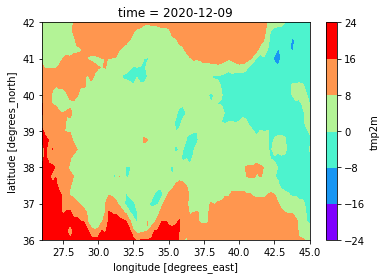 time = 2020-12-09
42
41
40
39
38
37
36
latitude [degrees_north]
27.5 30.0 32.5 35.0 37.5 40.0 42.5 45.0
longitude [degrees_east]
24
16
8
0
−8
−16
−24
tmp2m